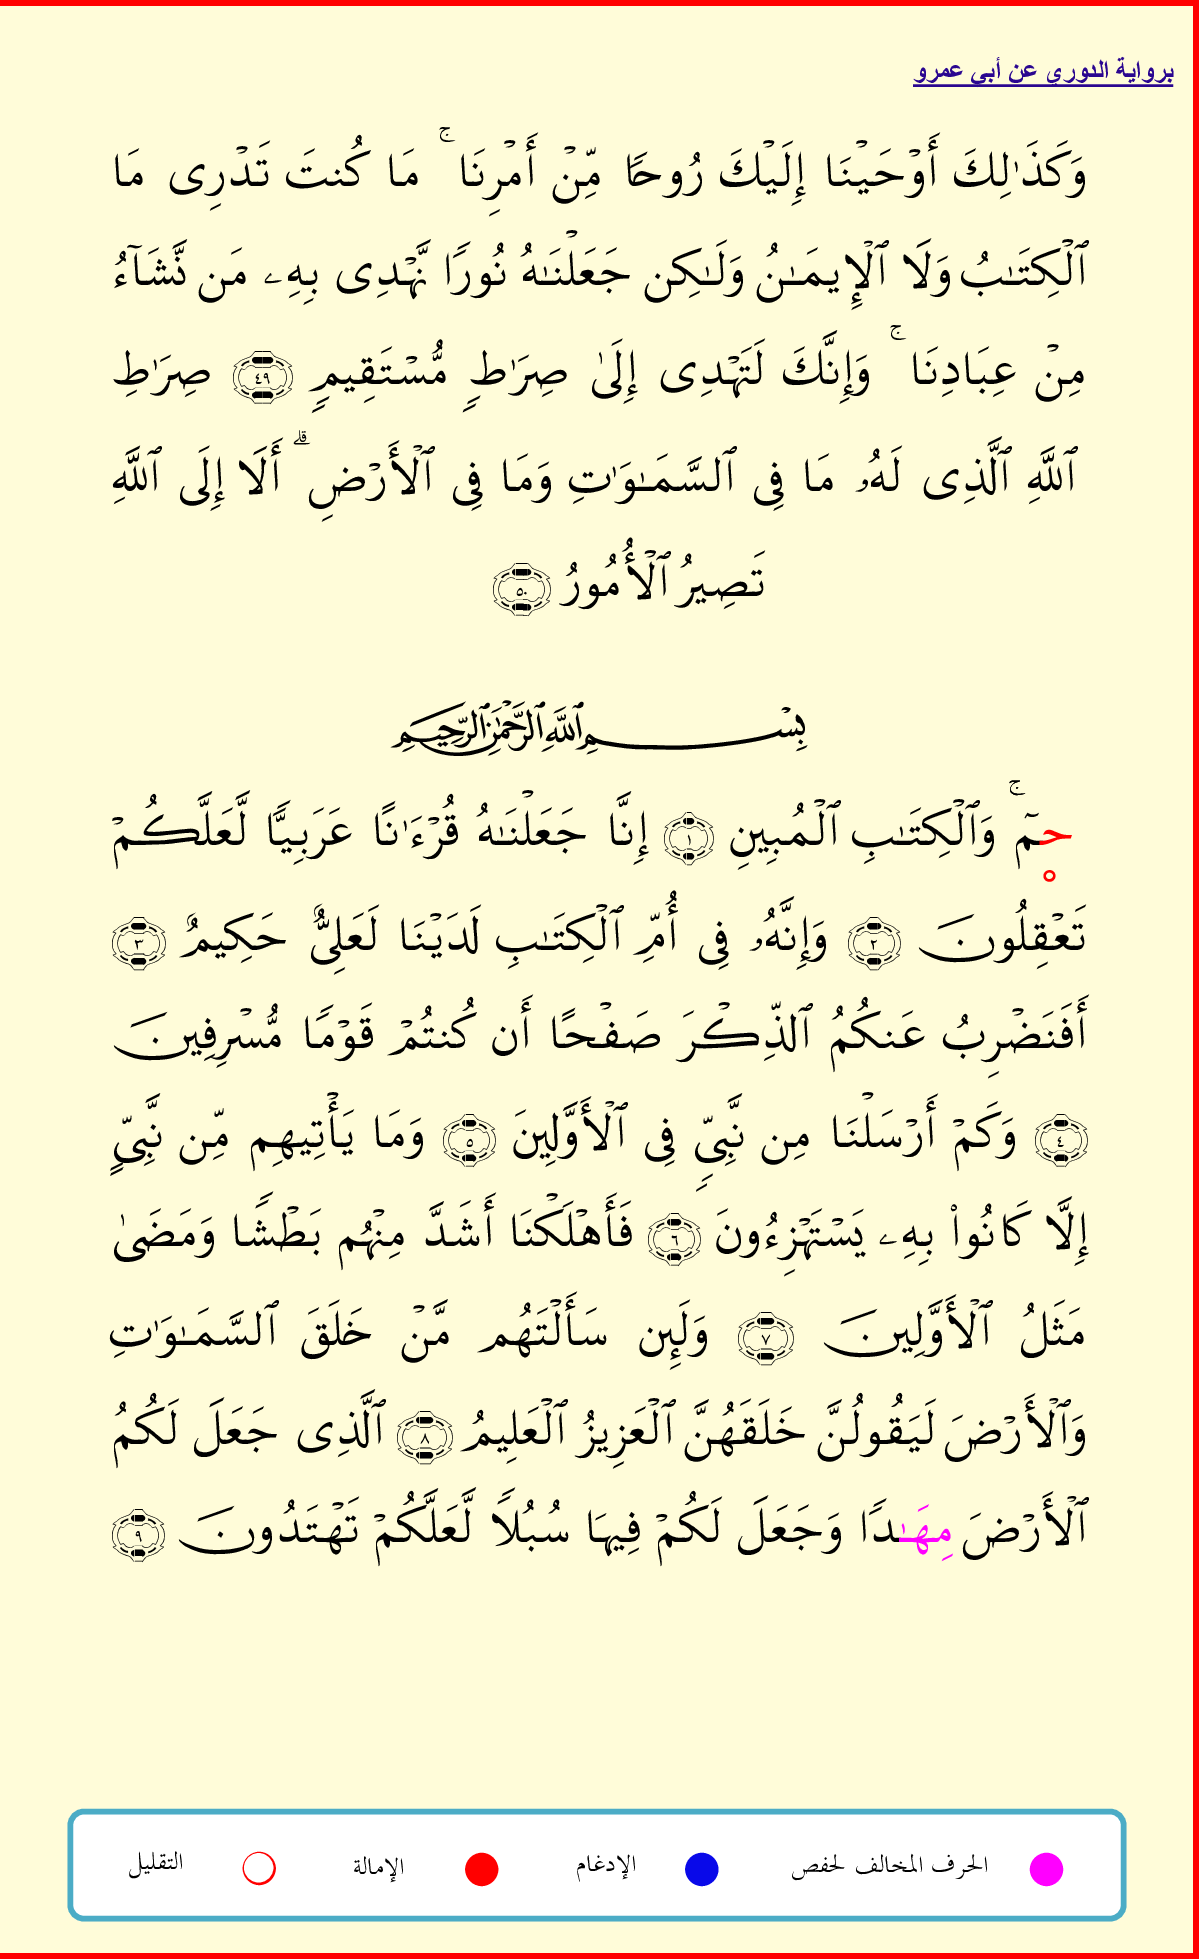 برواية الدوري عن أبي عمرو
وَكَذَٰلِكَ أَوۡحَيۡنَا إِلَيۡكَ رُوحٗا مِّنۡ أَمۡرِنَاۚ مَا كُنتَ تَدۡرِى مَا
ٱلۡكِتَٰبُ وَلَا ٱلۡإِيمَٰنُ وَلَٰكِن جَعَلۡنَٰهُ نُورٗا نَّهۡدِى بِهِۦ مَن نَّشَآءُ
مِنۡ عِبَادِنَاۚ وَإِنَّكَ لَتَهۡدِى إِلَىٰ صِرَٰطٖ مُّسۡتَقِيمٖ ٤٩ صِرَٰطِ
ٱللَّهِ ٱلَّذِى لَهُۥ مَا فِى ٱلسَّمَٰوَٰتِ وَمَا فِى ٱلۡأَرۡضِۗ أَلَا إِلَى ٱللَّهِ
تَصِيرُ ٱلۡأُمُورُ ٥٠
بِسۡمِ ٱللَّهِ ٱلرَّحۡمَٰنِ ٱلرَّحِيمِ
حمٓۚ وَٱلۡكِتَٰبِ ٱلۡمُبِينِ ١ إِنَّا جَعَلۡنَٰهُ قُرۡءَٰنًا عَرَبِيّٗا لَّعَلَّكُمۡ
تَعۡقِلُونَ ٢ وَإِنَّهُۥ فِى أُمِّ ٱلۡكِتَٰبِ لَدَيۡنَا لَعَلِىٌّ حَكِيمٌ ٣
أَفَنَضۡرِبُ عَنكُمُ ٱلذِّكۡرَ صَفۡحًا أَن كُنتُمۡ قَوۡمٗا مُّسۡرِفِينَ
٤ وَكَمۡ أَرۡسَلۡنَا مِن نَّبِىّٖ فِى ٱلۡأَوَّلِينَ ٥ وَمَا يَأۡتِيهِم مِّن نَّبِىٍّ
إِلَّا كَانُواْ بِهِۦ يَسۡتَهۡزِءُونَ ٦ فَأَهۡلَكۡنَا أَشَدَّ مِنۡهُم بَطۡشٗا وَمَضَىٰ
مَثَلُ ٱلۡأَوَّلِينَ ٧ وَلَئِن سَأَلۡتَهُم مَّنۡ خَلَقَ ٱلسَّمَٰوَٰتِ
وَٱلۡأَرۡضَ لَيَقُولُنَّ خَلَقَهُنَّ ٱلۡعَزِيزُ ٱلۡعَلِيمُ ٨ ٱلَّذِى جَعَلَ لَكُمُ
ٱلۡأَرۡضَ مِهَٰدٗا وَجَعَلَ لَكُمۡ فِيهَا سُبُلٗا لَّعَلَّكُمۡ تَهۡتَدُونَ ٩
الحرف المخالف لحفص الإدغام الإمالة التقليل